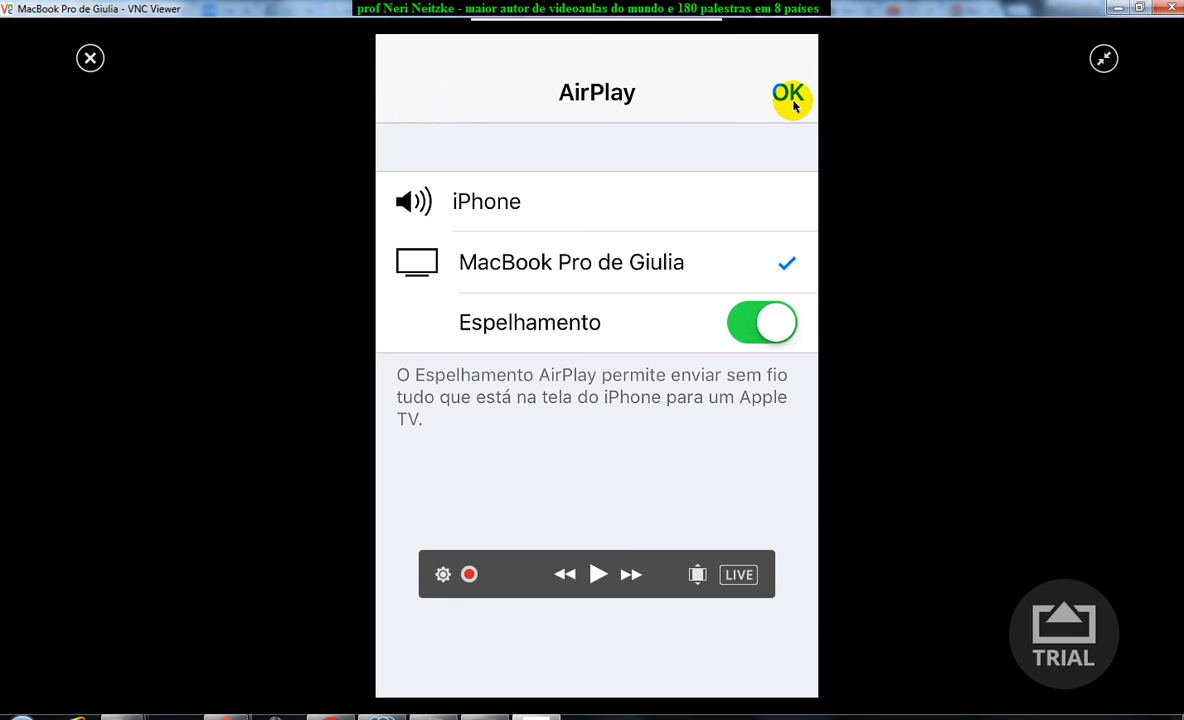 MacBook Pro de Giulia - VNC Viewer
prof Neri Neitzke - maior autor de videoaulas do mundo e 180 palestras em 8 países
AirPlay
OK
iPhone
MacBook Pro de Giulia
Espelhamento
O Espelhamento AirPlay permite enviar sem fio
tudo que está na tela do iPhone para um Apple
TV.
LIVE
TRIAL